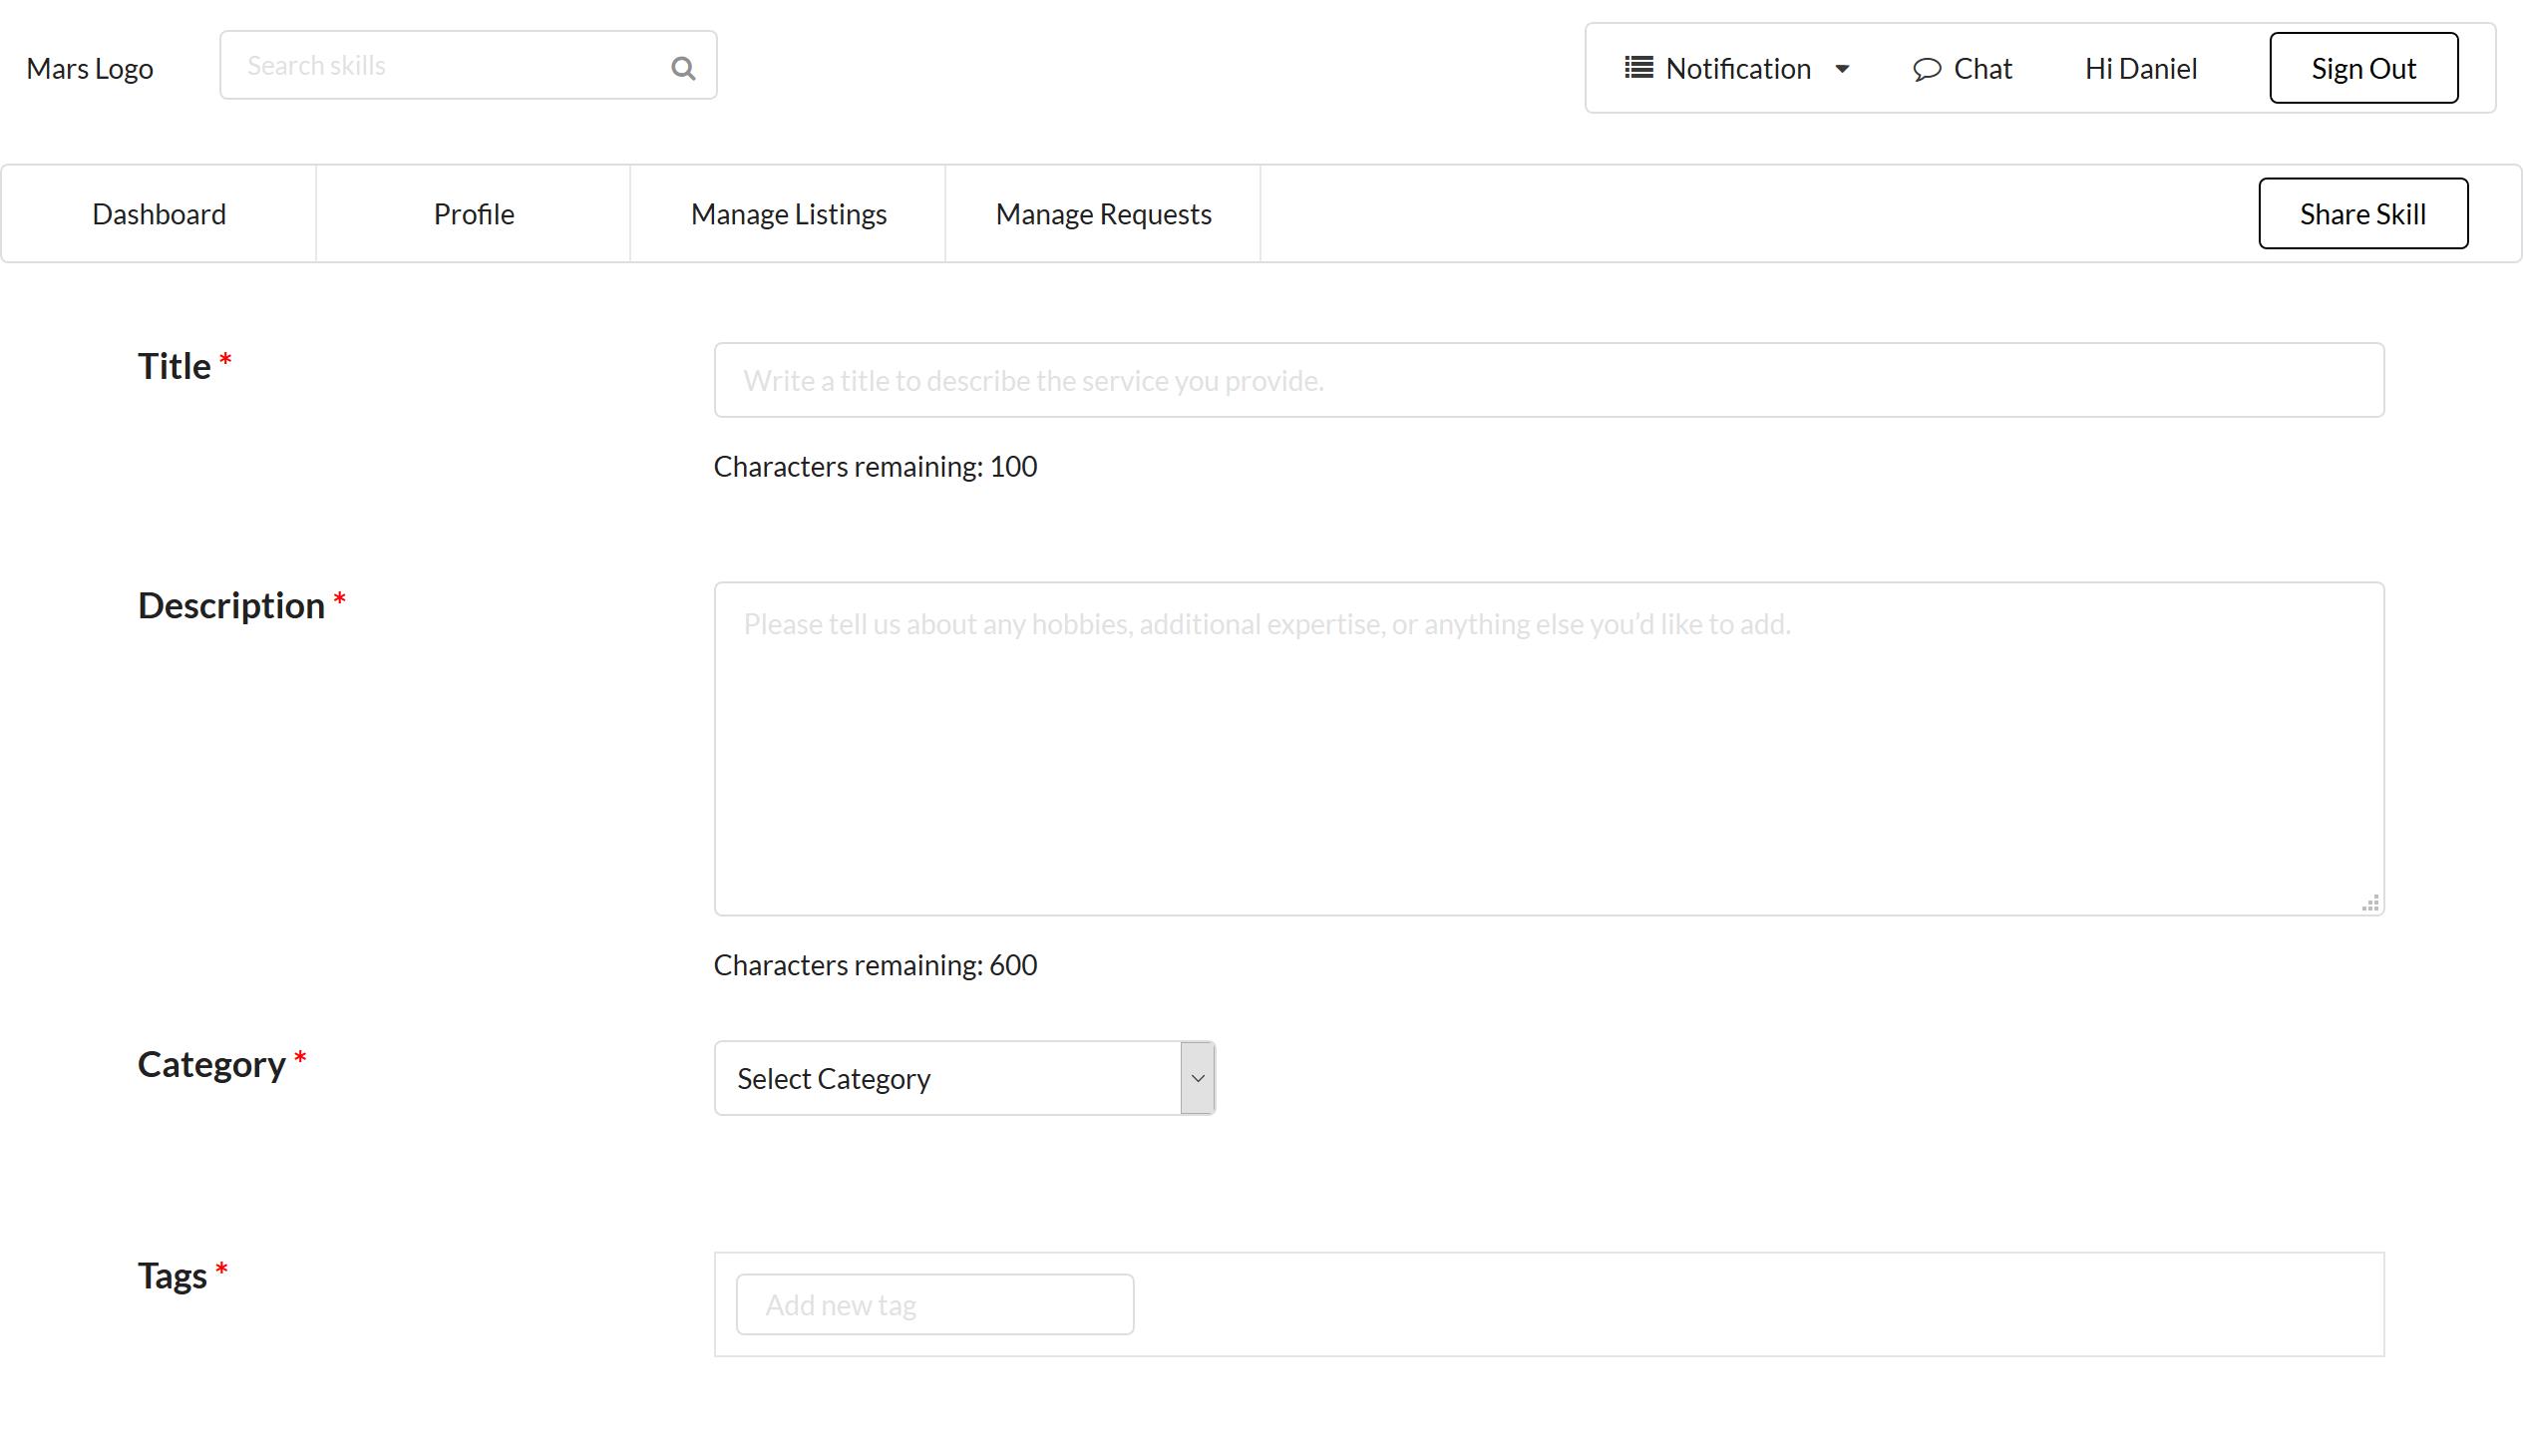 Mars Logo
Search skills
Notification
Chat
Hi Daniel
Sign Out
Dashboard
Profile
Manage Listings
Manage Requests
Share Skill
Title *
Write a title to describe the service you provide.
Characters remaining: 100
Description *
Please tell us about any hobbies, additional expertise, or anything else you'd like to add.
Characters remaining: 600
Category *
Select Category
Tags *
Add new tag